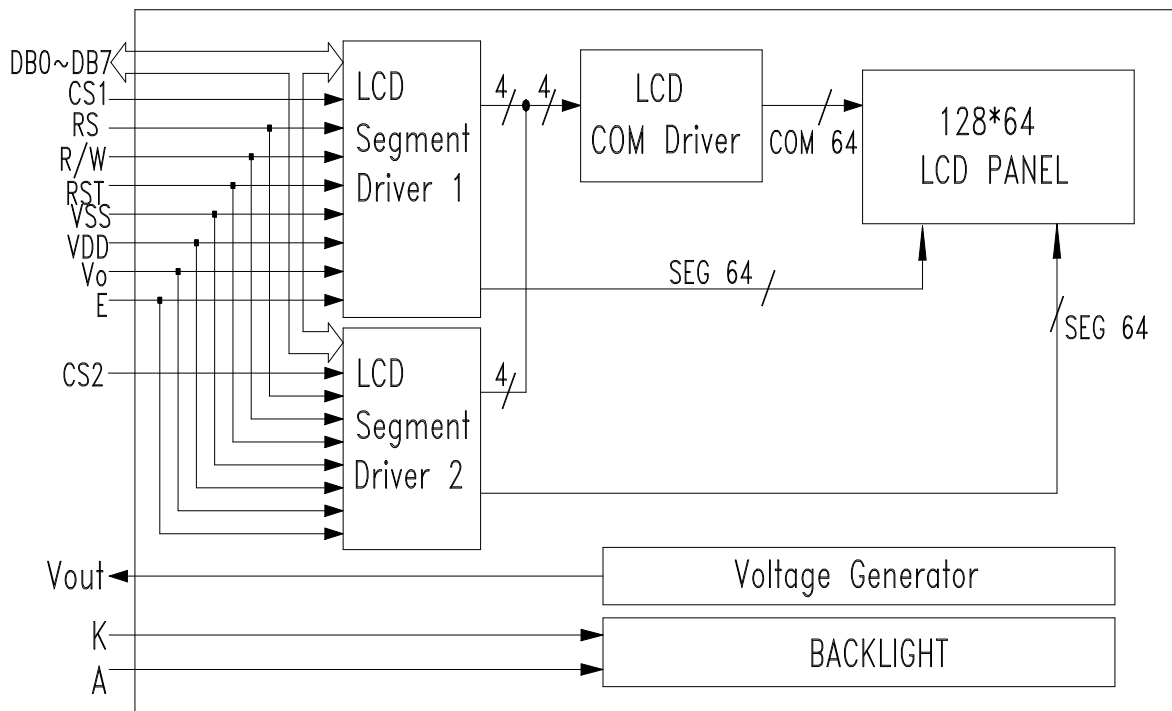 DB0~DB7
CS1
RS
R/W
RST
VSS
VDD
Vo
E
CS2
Vout
K
A
LCD
Segment
Driver 1
LCD
Segment
Driver 2
4
4
4
LCD
COM Driver
COM 64
128*64
LCD PANEL
SEG 64
SEG 64
Voltage Generator
BACKLIGHT